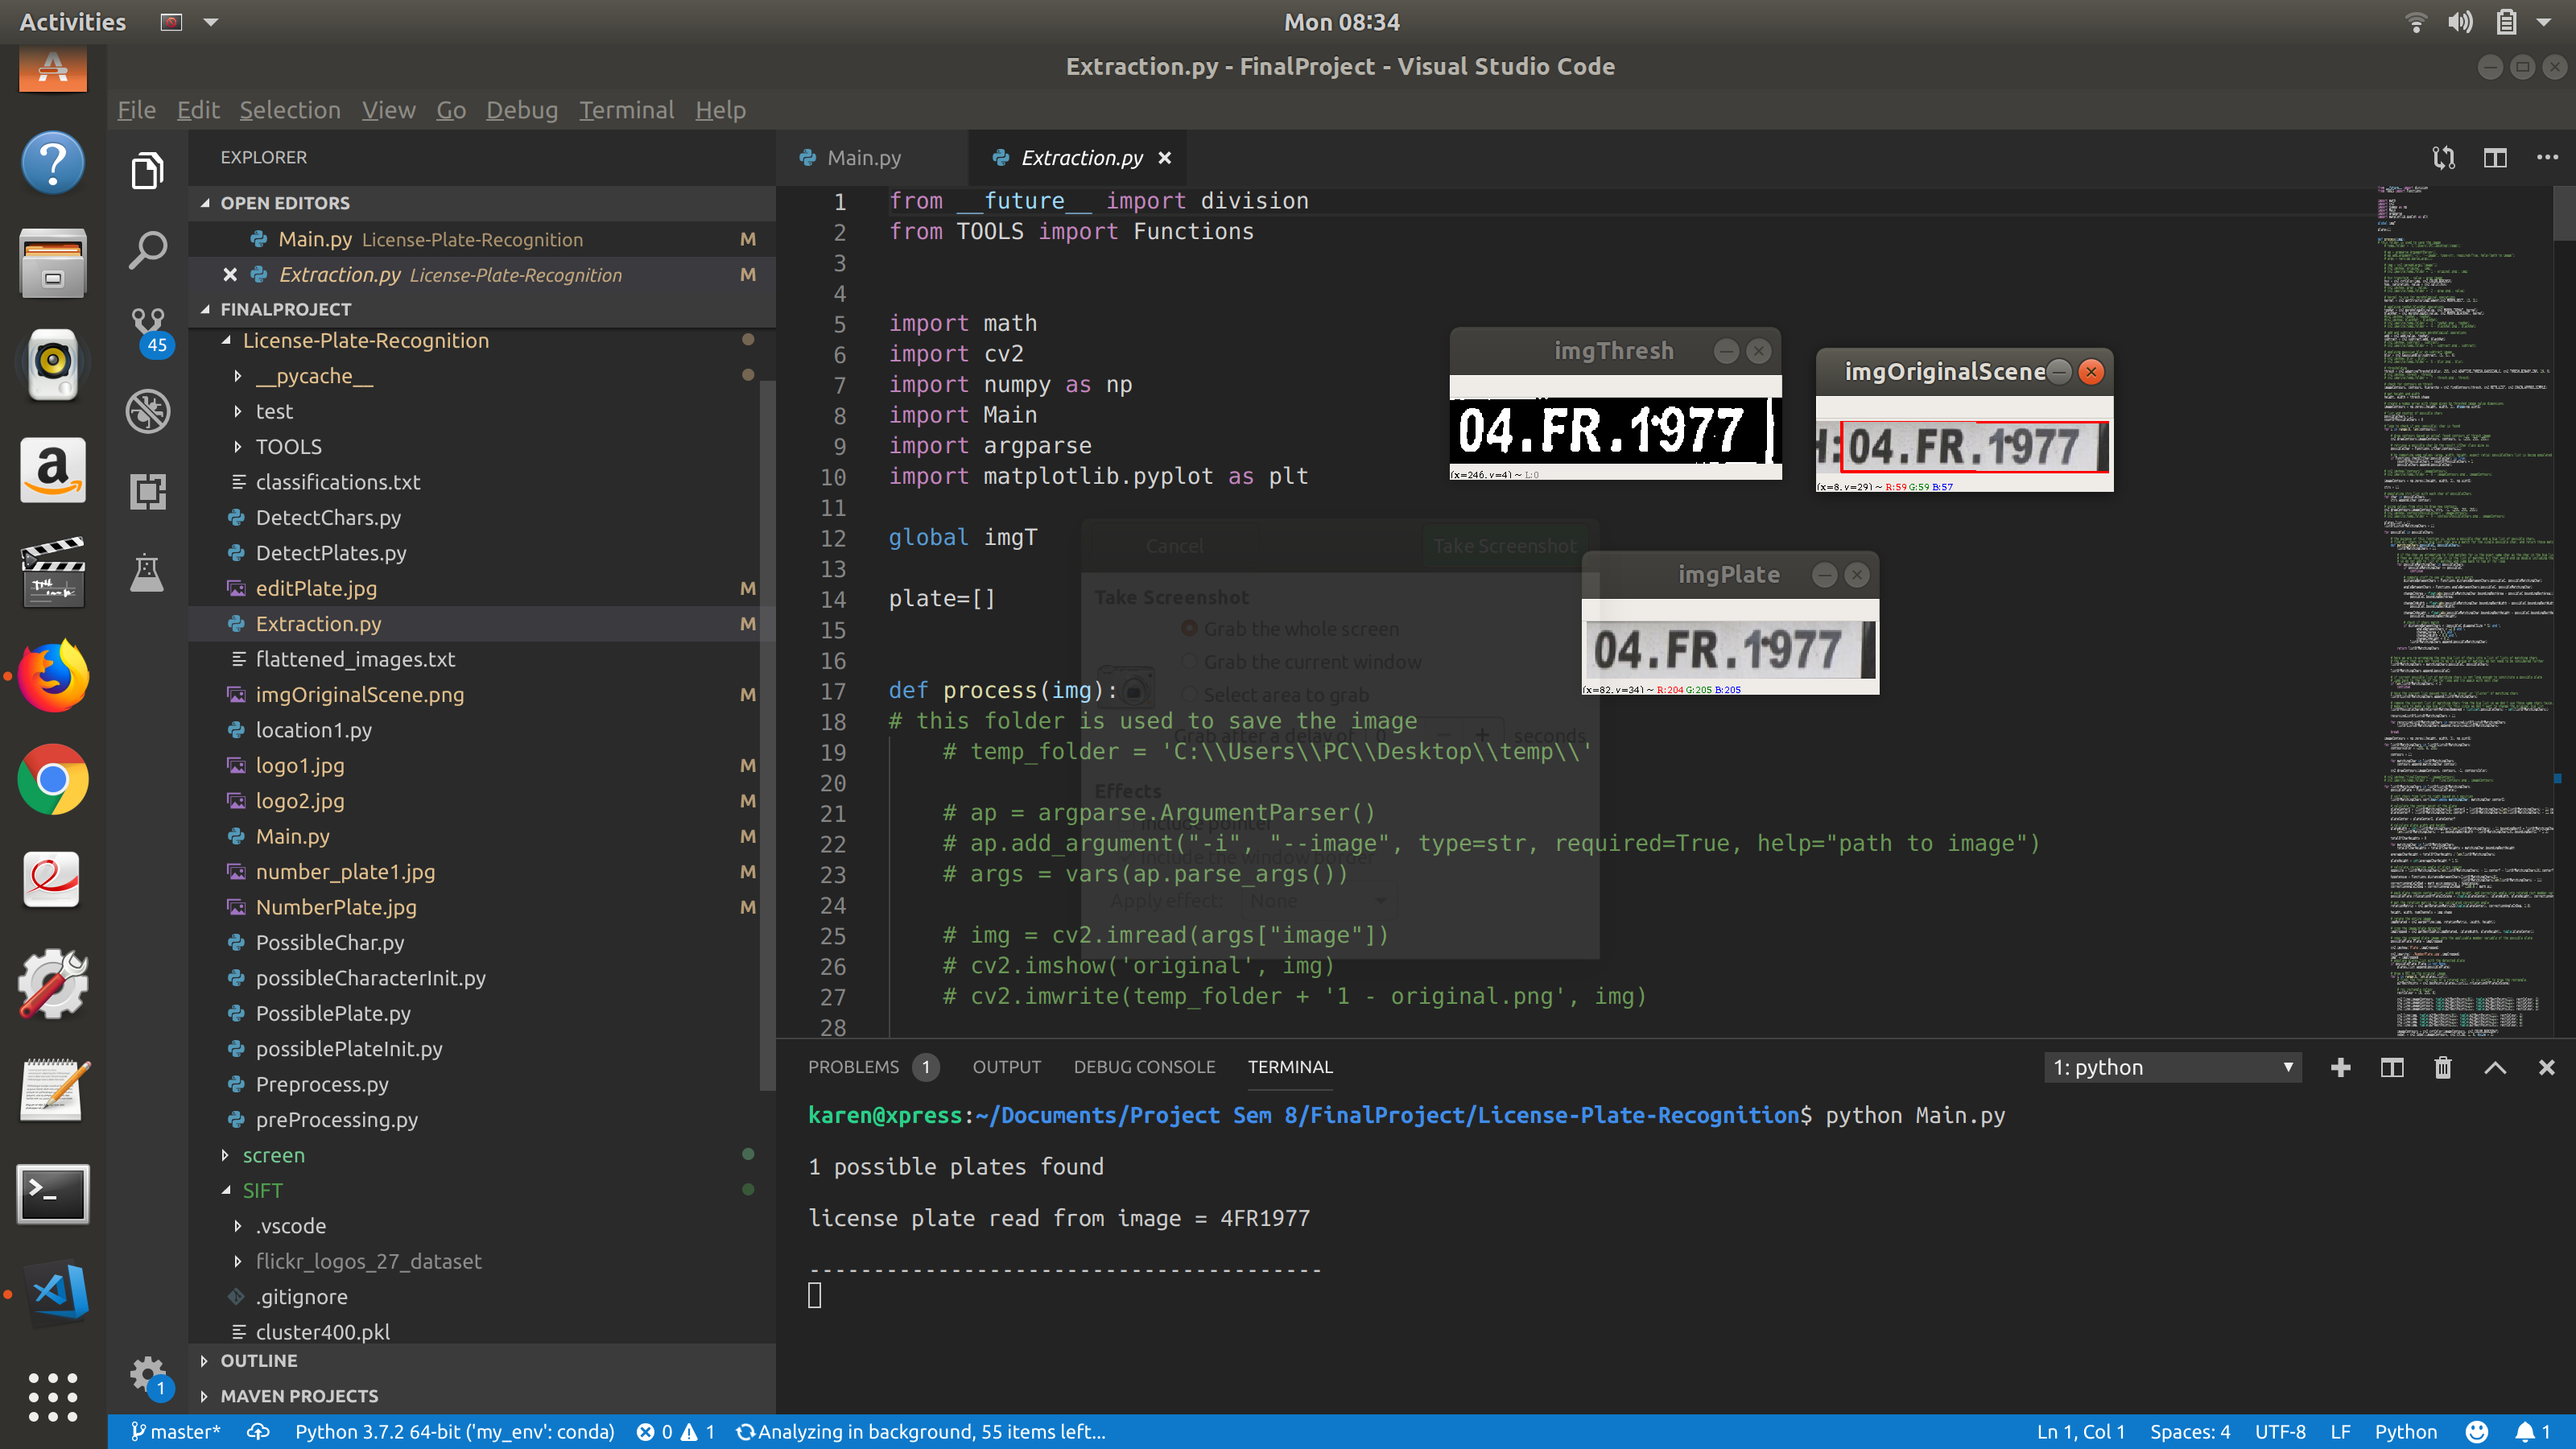 Activities
Mon 08:34
Extraction.py - FinalProject - Visual Studio Code
File Edit Selection View Go Debug Terminal Help
EXPLORER
OPEN EDITORS
Main.py License-Plate-Recognition M
Extraction.py License-Plate-Recognition M
FINALPROJECT
45
License-Plate-Recognition
__pycache__
test
TOOLS
classifications.txt
DetectChars.py
DetectPlates.py
editPlate.jpg M
Extraction.py M
flattened_images.txt
imgOriginalScene.png M
location1.py
logo1.jpg M
logo2.jpg M
Main.py M
number_plate1.jpg M
NumberPlate.jpg M
PossibleChar.py
possibleCharacterInit.py
PossiblePlate.py
possiblePlateInit.py
Preprocess.py
preProcessing.py
screen
SIFT
.vscode
flickr_logos_27_dataset
.gitignore
cluster400.pkl
OUTLINE
MAVEN PROJECTS
1
Main.py
Extraction.py
1 from __future__ import division
2 from TOOLS import Functions
3
4
5 import math
6 import cv2
7 import numpy as np
8 import Main
9 import argparse
10 import matplotlib.pyplot as plt
11
12 global imgT
13
14 plate=[]
15
16
17 def process(img):
18 # this folder is used to save the image
19 # temp_folder = 'C:\\Users\\PC\\Desktop\\temp\\'
20
21 # ap = argparse.ArgumentParser()
22 # ap.add_argument("-i", "--image", type=str, required=True, help="path to image")
23 # args = vars(ap.parse_args())
24
25 # img = cv2.imread(args["image"])
26 # cv2.imshow('original', img)
27 # cv2.imwrite(temp_folder + '1 - original.png', img)
28
Cancel
Take Screenshot
Take Screenshot
Grab the whole screen
Grab the current window
Select area to grab
Grab after a delay of 0 - + seconds
Effects
Include pointer
Include the window border
Apply effect: None
imgThresh
04.FR.1977
(x=246, y=4) ~ L:0
imgOriginalScene
H:04.FR.1977
(x=8, y=29) ~ R:59 G:59 B:57
imgPlate
04.FR.1977
(x=82, y=34) ~ R:204 G:205 B:205
PROBLEMS 1 OUTPUT DEBUG CONSOLE TERMINAL
1: python
karen@xpress:~/Documents/Project Sem 8/FinalProject/License-Plate-Recognition$ python Main.py
1 possible plates found
license plate read from image = 4FR1977
----------------------------------------
master* Python 3.7.2 64-bit ('my_env': conda) 0 1 Analyzing in background, 55 items left...
Ln 1, Col 1 Spaces: 4 UTF-8 LF Python 1